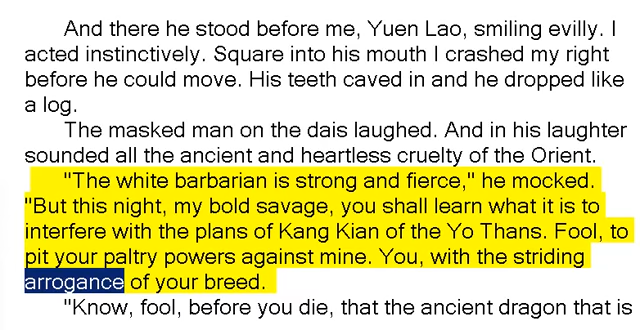 And there he stood before me, Yuen Lao, smiling evilly. I
acted instinctively. Square into his mouth I crashed my right
before he could move. His teeth caved in and he dropped like
a log.
The masked man on the dais laughed. And in his laughter
sounded all the ancient and heartless cruelty of the Orient.
"The white barbarian is strong and fierce," he mocked.
"But this night, my bold savage, you shall learn what it is to
interfere with the plans of Kang Kian of the Yo Thans. Fool, to
pit your paltry powers against mine. You, with the striding
arrogance of your breed.
"Know, fool, before you die, that the ancient dragon that is